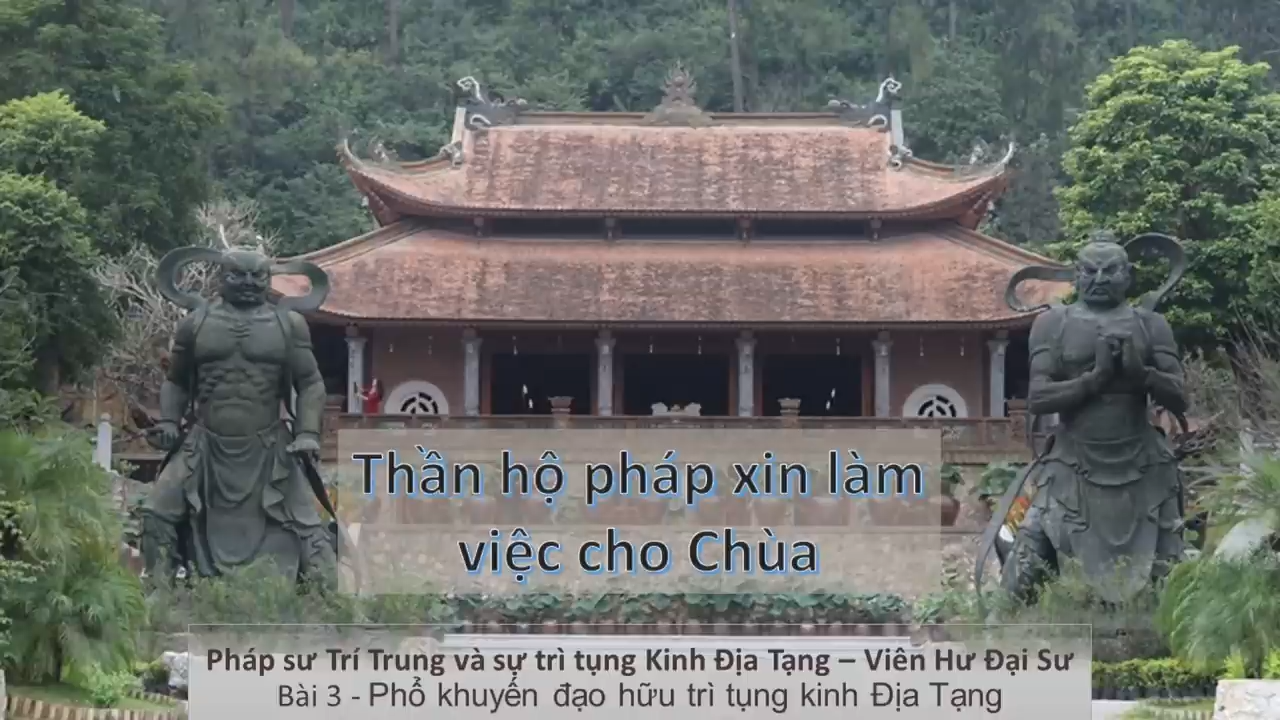 Thần hộ pháp xin làm
việc cho Chùa
Pháp sư Trí Trung và sự trì tụng Kinh Địa Tạng – Viên Hư Đại Sư
Bài 3 - Phổ khuyến đạo hữu trì tụng kinh Địa Tạng